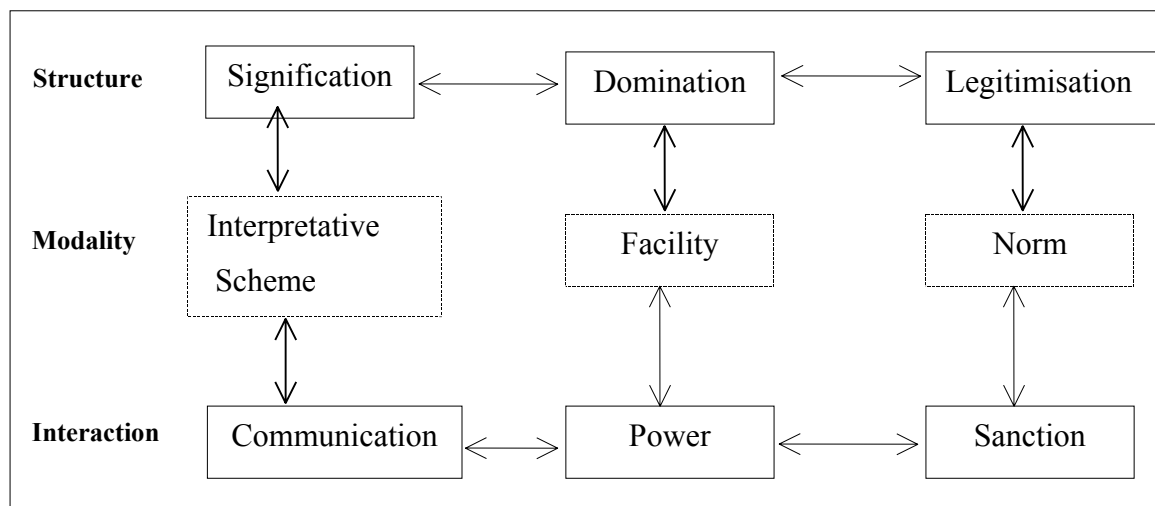 Structure
Signification
Domination
Legitimisation
Modality
Interpretative
Scheme
Facility
Norm
Interaction
Communication
Power
Sanction